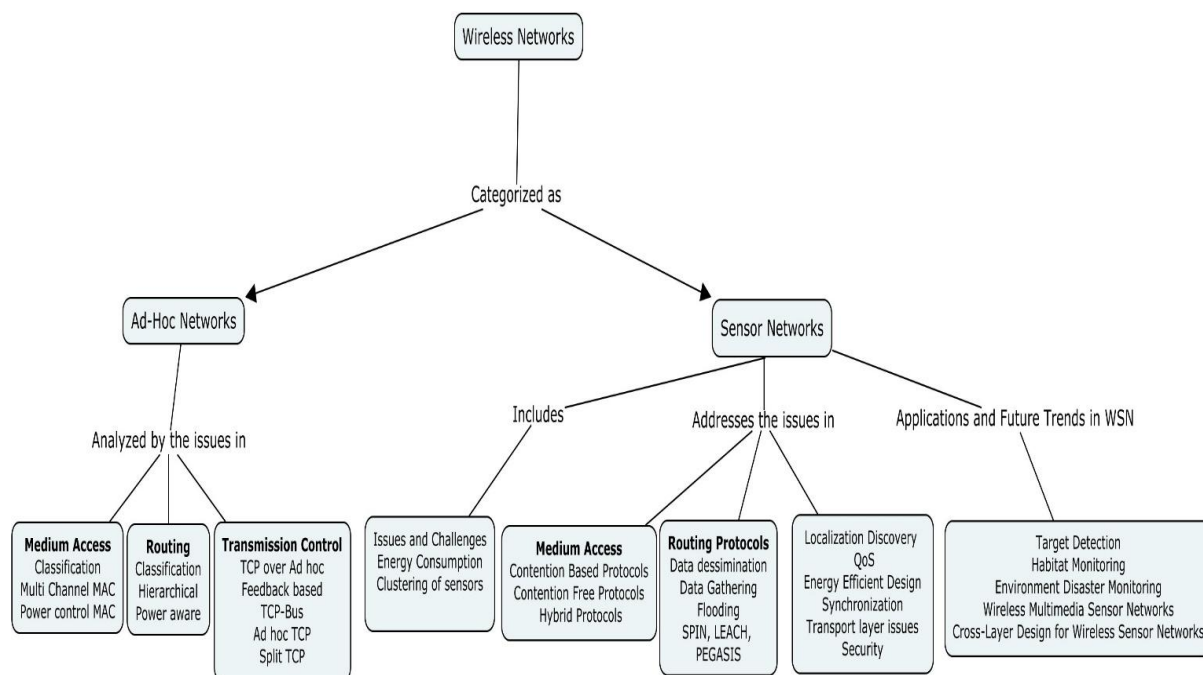 Wireless Networks
Categorized as
Ad-Hoc Networks
Sensor Networks
Analyzed by the issues in
Includes
Addresses the issues in
Applications and Future Trends in WSN
Medium Access
Classification
Multi Channel MAC
Power control MAC
Routing
Classification
Hierarchical
Power aware
Transmission Control
TCP over Ad hoc
Feedback based
TCP-Bus
Ad hoc TCP
Split TCP
Issues and Challenges
Energy Consumption
Clustering of sensors
Medium Access
Contention Based Protocols
Contention Free Protocols
Hybrid Protocols
Routing Protocols
Data dessimination
Data Gathering
Flooding
SPIN, LEACH,
PEGASIS
Localization Discovery
QoS
Energy Efficient Design
Synchronization
Transport layer issues
Security
Target Detection
Habitat Monitoring
Environment Disaster Monitoring
Wireless Multimedia Sensor Networks
Cross-Layer Design for Wireless Sensor Networks